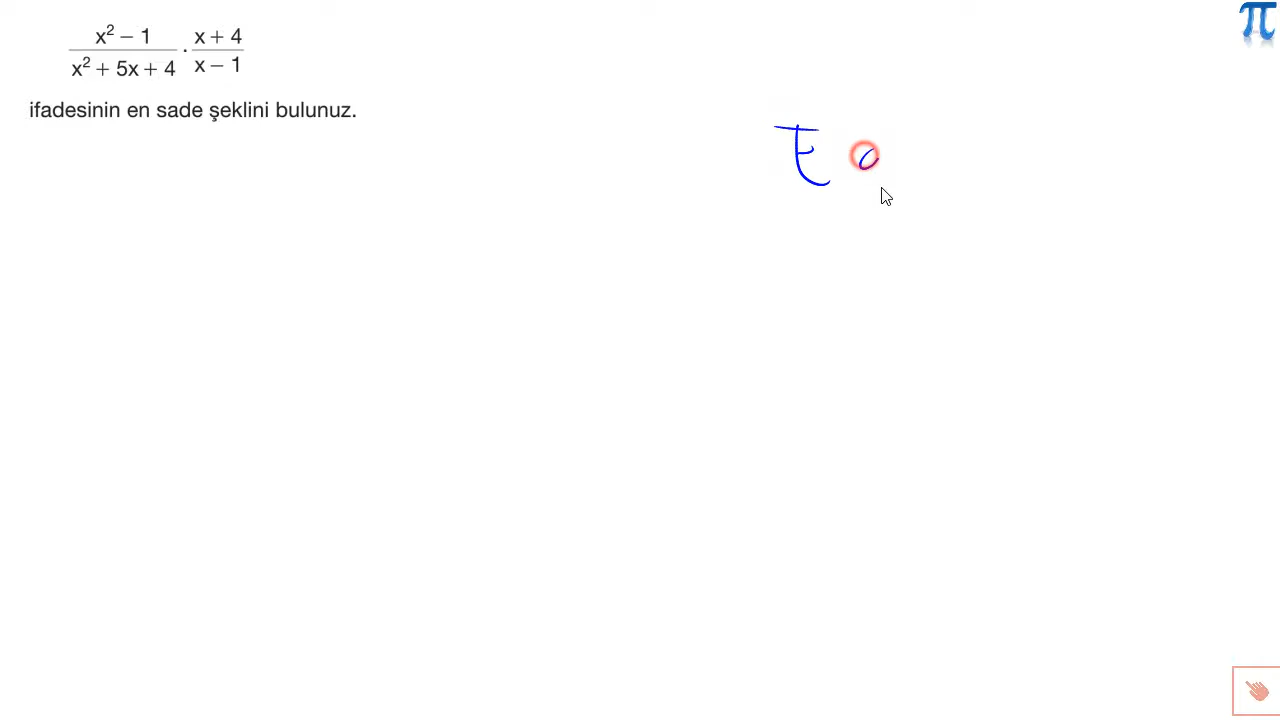 x² − 1 / x² + 5x + 4 · x + 4 / x − 1
ifadesinin en sade şeklini bulunuz.
π